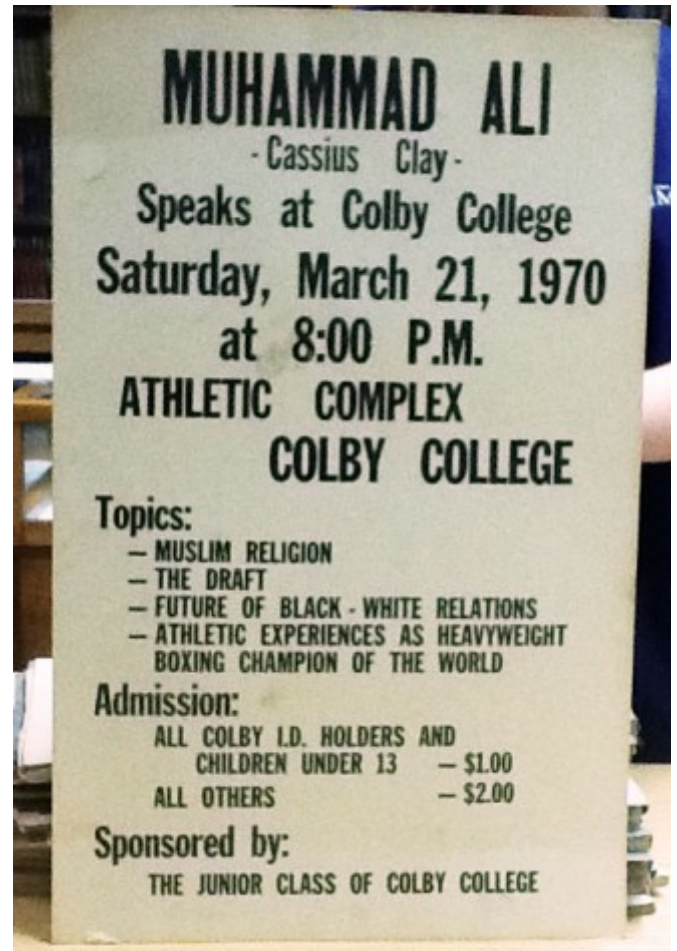 MUHAMMAD ALI
- Cassius Clay -
Speaks at Colby College
Saturday, March 21, 1970
at 8:00 P.M.
ATHLETIC COMPLEX
COLBY COLLEGE
Topics:
— MUSLIM RELIGION
— THE DRAFT
— FUTURE OF BLACK - WHITE RELATIONS
— ATHLETIC EXPERIENCES AS HEAVYWEIGHT
BOXING CHAMPION OF THE WORLD
Admission:
ALL COLBY I.D. HOLDERS AND
CHILDREN UNDER 13 — $1.00
ALL OTHERS — $2.00
Sponsored by:
THE JUNIOR CLASS OF COLBY COLLEGE